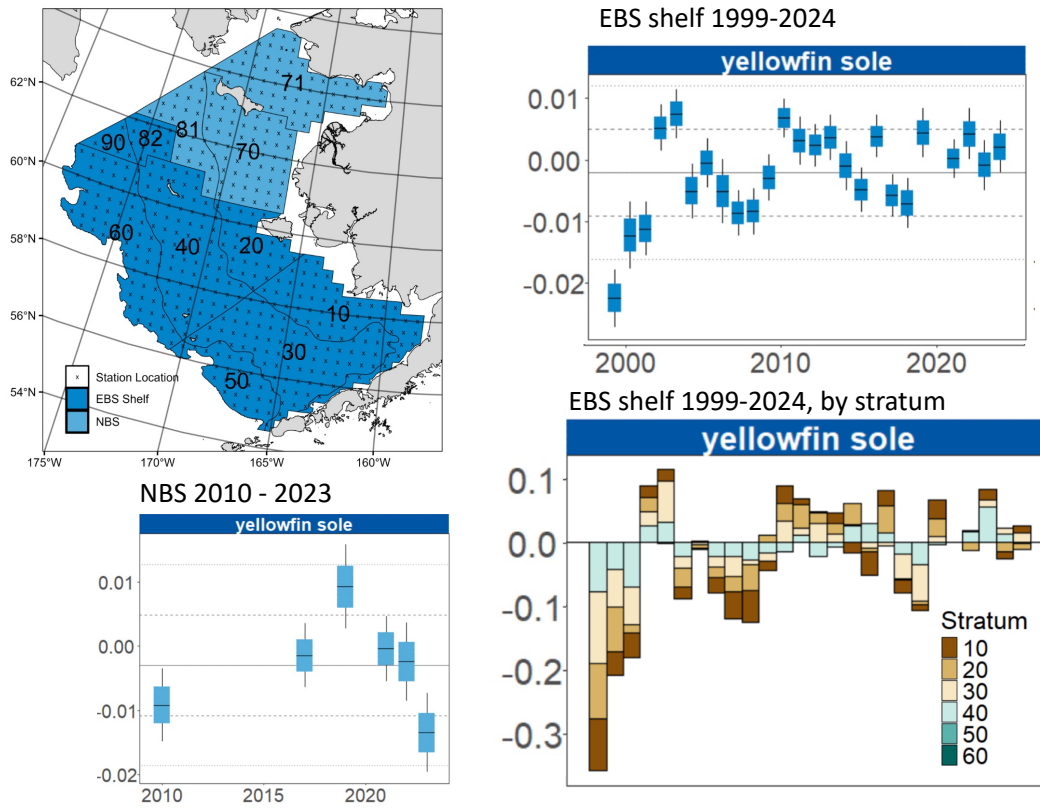 62°N
60°N
58°N
56°N
54°N
175°W
170°W
165°W
160°W
71
81
82
90
70
60
40
20
10
30
50
x Station Location
EBS Shelf
NBS
EBS shelf 1999-2024
yellowfin sole
0.01
0.00
-0.01
-0.02
2000
2010
2020
NBS 2010 - 2023
yellowfin sole
0.01
0.00
-0.01
-0.02
2010
2015
2020
EBS shelf 1999-2024, by stratum
yellowfin sole
0.1
0.0
-0.1
-0.2
-0.3
Stratum
10
20
30
40
50
60